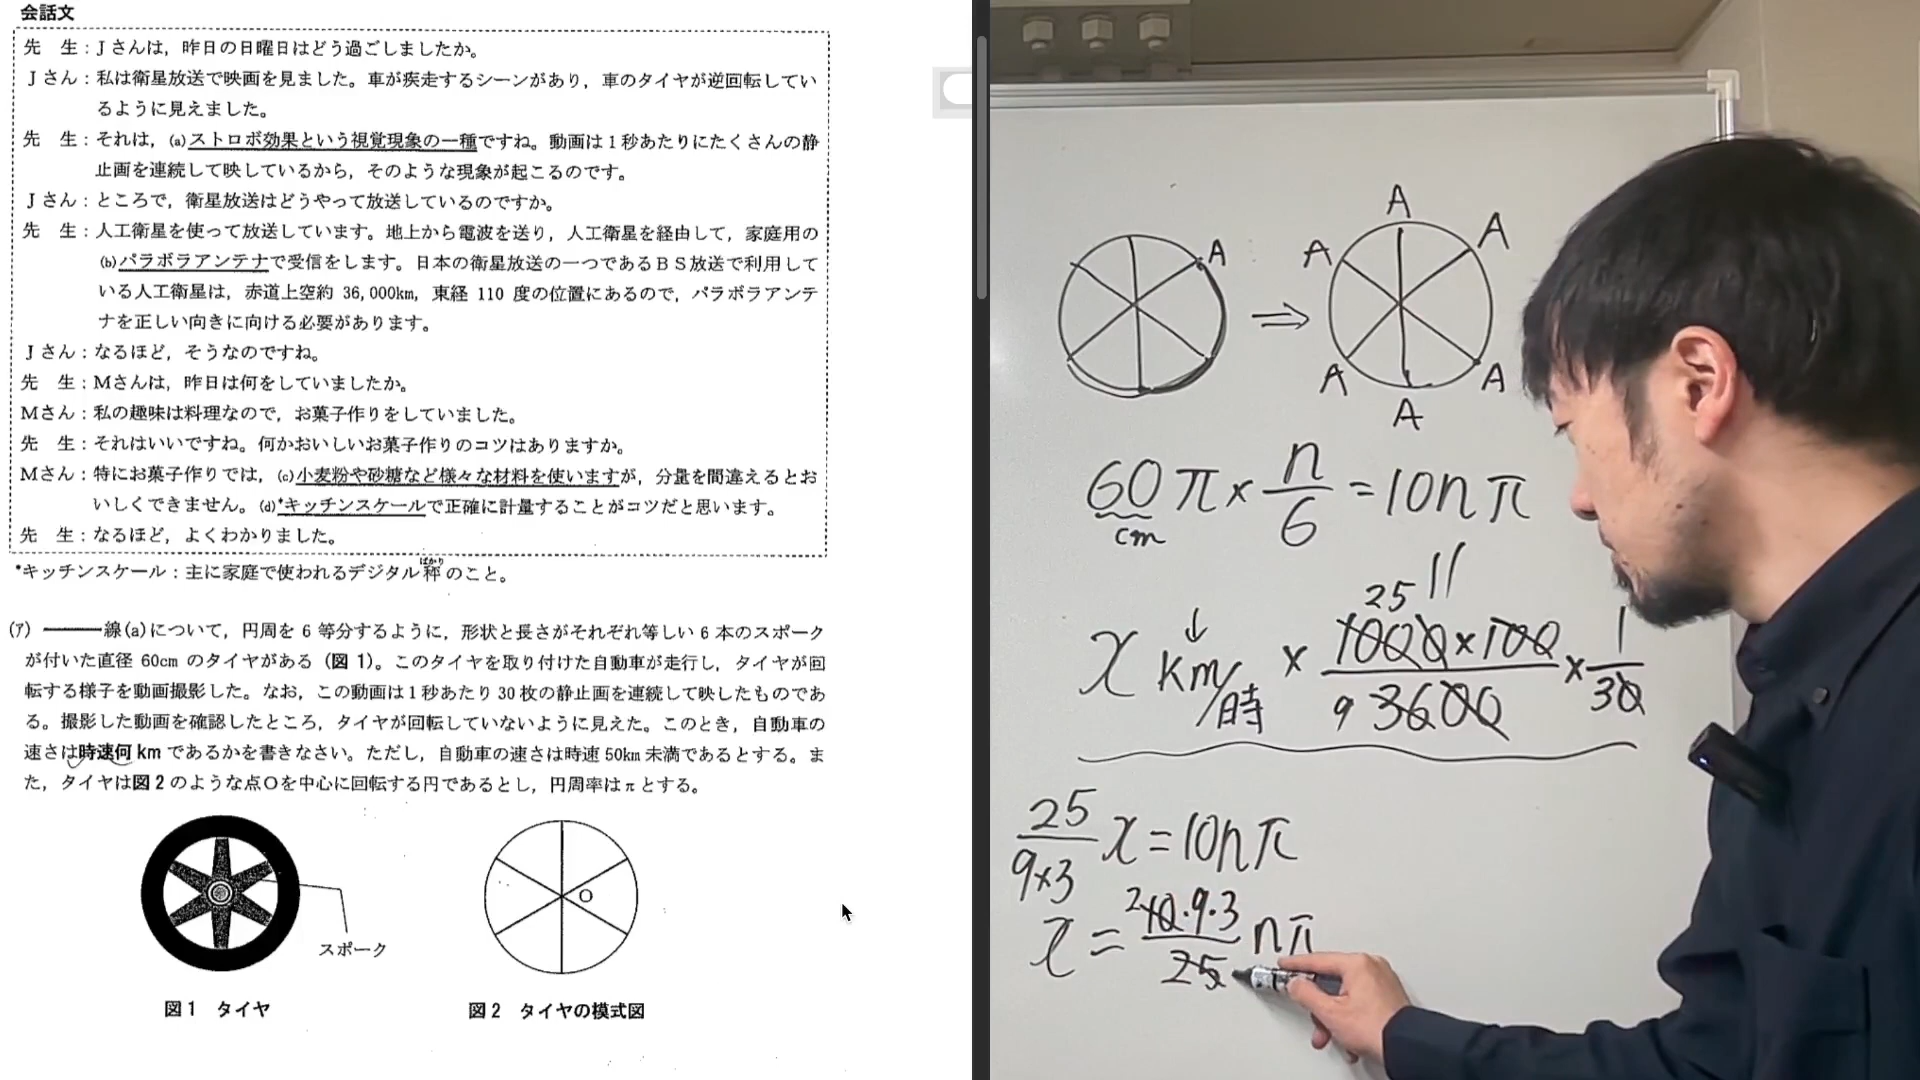 会話文
先　生：Ｊさんは，昨日の日曜日はどう過ごしましたか。
Ｊさん：私は衛星放送で映画を見ました。車が疾走するシーンがあり，車のタイヤが逆回転してい
るように見えました。
先　生：それは，(a)ストロボ効果という視覚現象の一種ですね。動画は１秒あたりにたくさんの静
止画を連続して映しているから，そのような現象が起こるのです。
Ｊさん：ところで，衛星放送はどうやって放送しているのですか。
先　生：人工衛星を使って放送しています。地上から電波を送り，人工衛星を経由して，家庭用の
(b)パラボラアンテナで受信をします。日本の衛星放送の一つであるＢＳ放送で利用して
いる人工衛星は，赤道上空約 36,000km，東経 110 度の位置にあるので，パラボラアンテ
ナを正しい向きに向ける必要があります。
Ｊさん：なるほど，そうなのですね。
先　生：Ｍさんは，昨日は何をしていましたか。
Ｍさん：私の趣味は料理なので，お菓子作りをしていました。
先　生：それはいいですね。何かおいしいお菓子作りのコツはありますか。
Ｍさん：特にお菓子作りでは，(c)小麦粉や砂糖など様々な材料を使いますが，分量を間違えるとお
いしくできません。(d)*キッチンスケールで正確に計量することがコツだと思います。
先　生：なるほど，よくわかりました。
*キッチンスケール：主に家庭で使われるデジタル秤のこと。
ばかり
(ア) ───線(a)について，円周を 6 等分するように，形状と長さがそれぞれ等しい 6 本のスポーク
が付いた直径 60cm のタイヤがある（図 1）。このタイヤを取り付けた自動車が走行し，タイヤが回
転する様子を動画撮影した。なお，この動画は 1 秒あたり 30 枚の静止画を連続して映したものであ
る。撮影した動画を確認したところ，タイヤが回転していないように見えた。このとき，自動車の
速さは時速何 km であるかを書きなさい。ただし，自動車の速さは時速 50km 未満であるとする。ま
た，タイヤは図 2 のような点Ｏを中心に回転する円であるとし，円周率はπとする。
スポーク
O
図１　タイヤ
図２　タイヤの模式図
A
A
A
A
A
A
A
⇒
60π × n/6 = 10nπ
cm
25 11
x km/時 × 1000×100/3600 × 1/30
9
25/9×3 x = 10nπ
x = 10·9·3/25 nπ
2